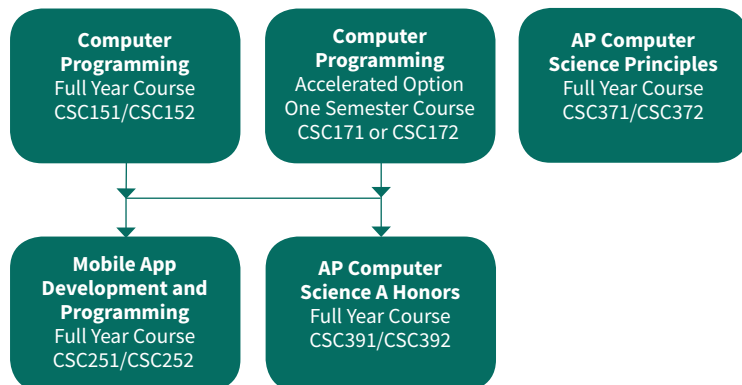 Computer
Programming
Full Year Course
CSC151/CSC152
Computer
Programming
Accelerated Option
One Semester Course
CSC171 or CSC172
AP Computer
Science Principles
Full Year Course
CSC371/CSC372
Mobile App
Development and
Programming
Full Year Course
CSC251/CSC252
AP Computer
Science A Honors
Full Year Course
CSC391/CSC392